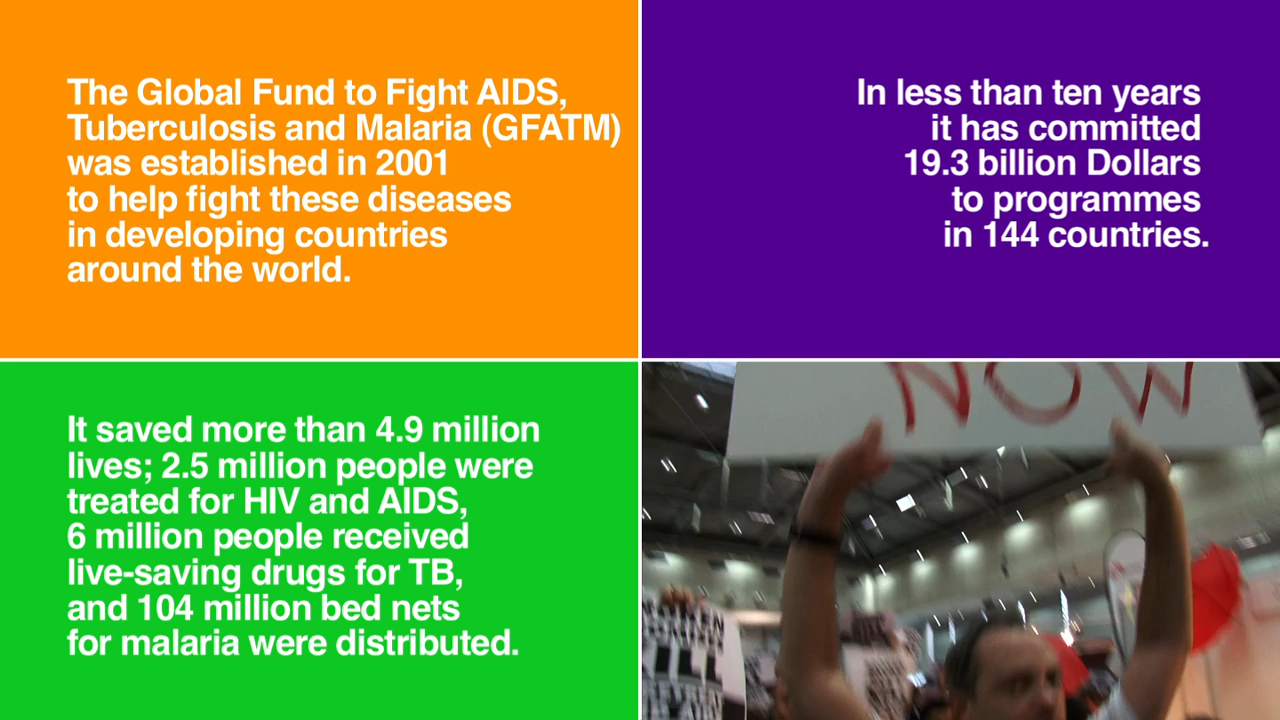 The Global Fund to Fight AIDS,
Tuberculosis and Malaria (GFATM)
was established in 2001
to help fight these diseases
in developing countries
around the world.
In less than ten years
it has committed
19.3 billion Dollars
to programmes
in 144 countries.
It saved more than 4.9 million
lives; 2.5 million people were
treated for HIV and AIDS,
6 million people received
live-saving drugs for TB,
and 104 million bed nets
for malaria were distributed.
NOW